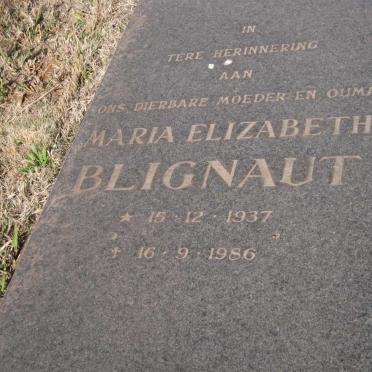 IN
TERE HERINNERING
AAN
ONS DIERBARE MOEDER EN OUMA
MARIA ELIZABETH
BLIGNAUT
★ 15 · 12 · 1937
✝ 16 · 9 · 1986